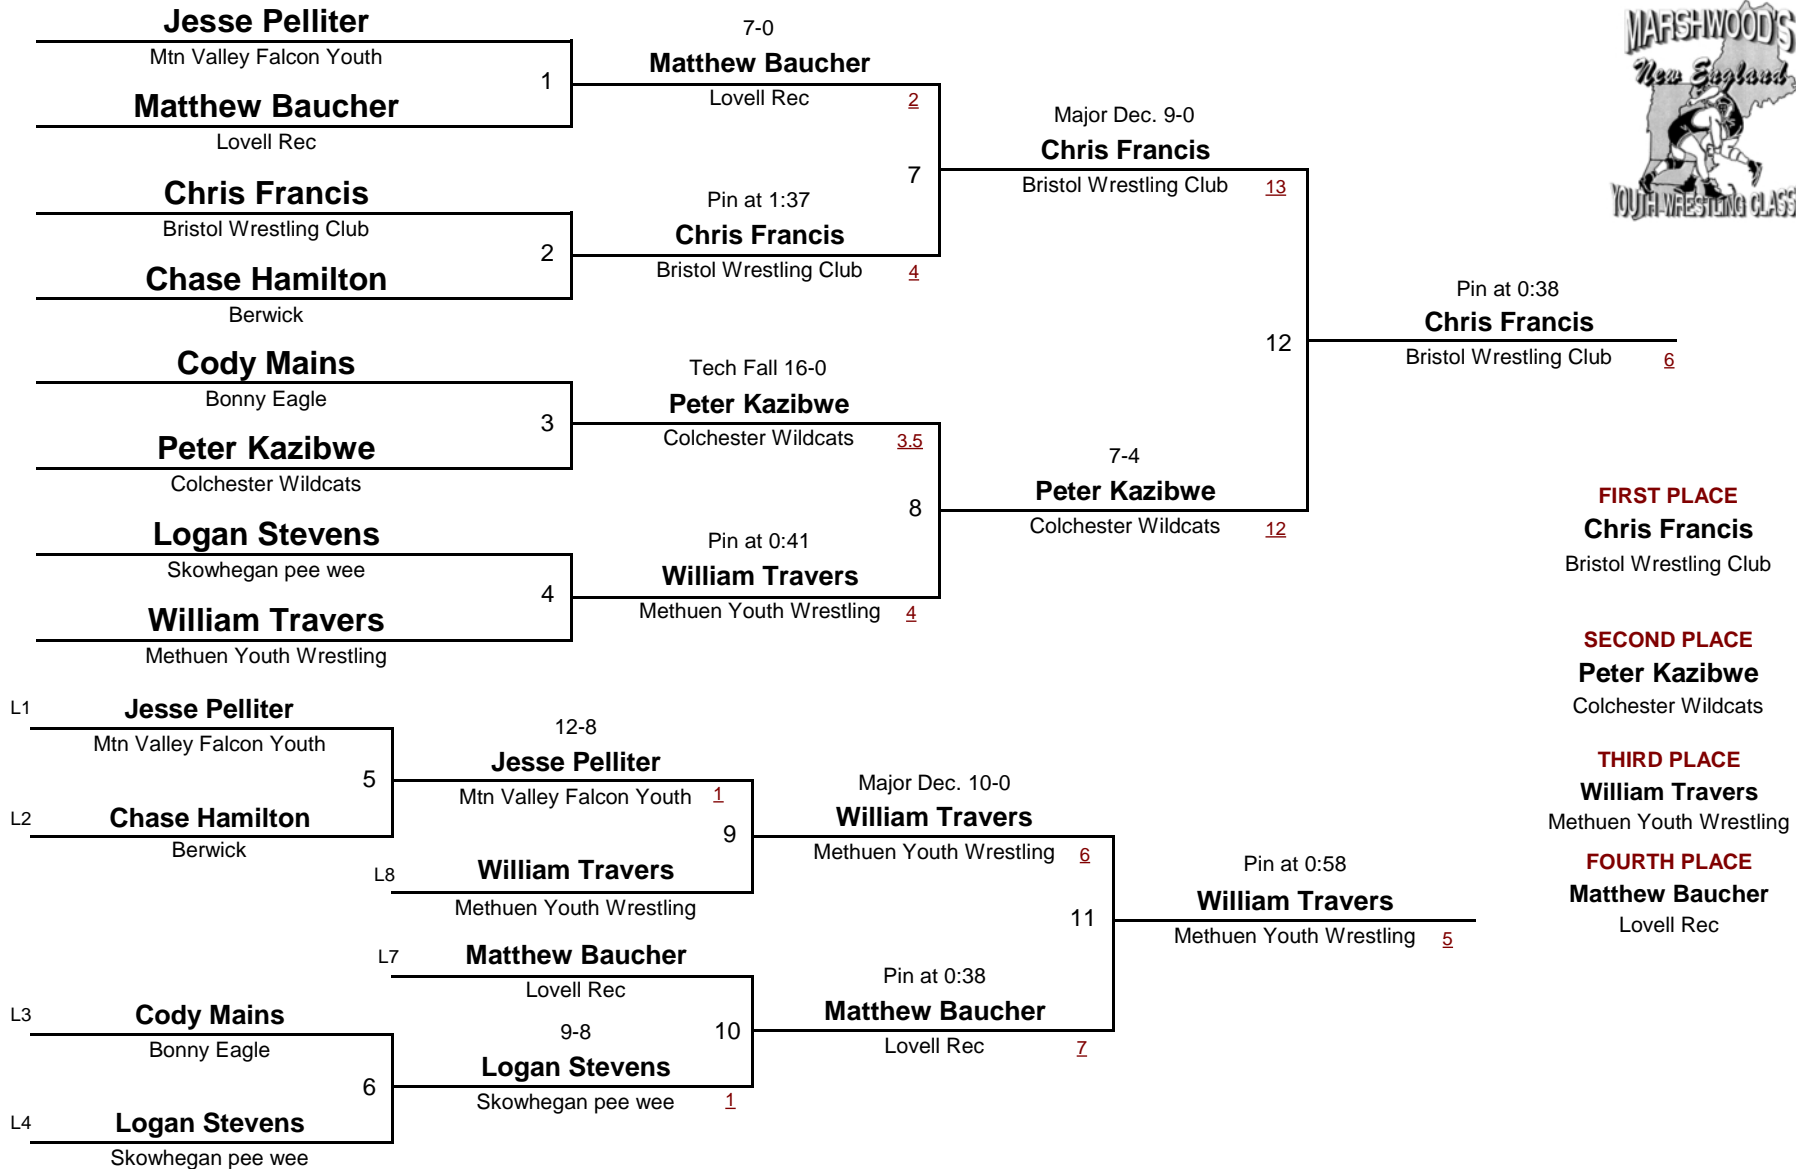 Jesse Pelliter
Mtn Valley Falcon Youth
1
Matthew Baucher
Lovell Rec
Chris Francis
Bristol Wrestling Club
2
Chase Hamilton
Berwick
Cody Mains
Bonny Eagle
3
Peter Kazibwe
Colchester Wildcats
Logan Stevens
Skowhegan pee wee
4
William Travers
Methuen Youth Wrestling
7-0
Matthew Baucher
Lovell Rec 2
7
Pin at 1:37
Chris Francis
Bristol Wrestling Club 4
Tech Fall 16-0
Peter Kazibwe
Colchester Wildcats 3.5
8
Pin at 0:41
William Travers
Methuen Youth Wrestling 4
Major Dec. 9-0
Chris Francis
Bristol Wrestling Club 13
12
7-4
Peter Kazibwe
Colchester Wildcats 12
Pin at 0:38
Chris Francis
Bristol Wrestling Club 6
MARSHWOOD'S
New England
YOUTH WRESTLING CLASS
FIRST PLACE
Chris Francis
Bristol Wrestling Club
SECOND PLACE
Peter Kazibwe
Colchester Wildcats
THIRD PLACE
William Travers
Methuen Youth Wrestling
FOURTH PLACE
Matthew Baucher
Lovell Rec
L1 Jesse Pelliter
Mtn Valley Falcon Youth
5
L2 Chase Hamilton
Berwick
12-8
Jesse Pelliter
Mtn Valley Falcon Youth 1
9
L8 William Travers
Methuen Youth Wrestling
L7 Matthew Baucher
Lovell Rec
10
9-8
Logan Stevens
Skowhegan pee wee 1
L3 Cody Mains
Bonny Eagle
6
L4 Logan Stevens
Skowhegan pee wee
Major Dec. 10-0
William Travers
Methuen Youth Wrestling 6
11
Pin at 0:38
Matthew Baucher
Lovell Rec 7
Pin at 0:58
William Travers
Methuen Youth Wrestling 5